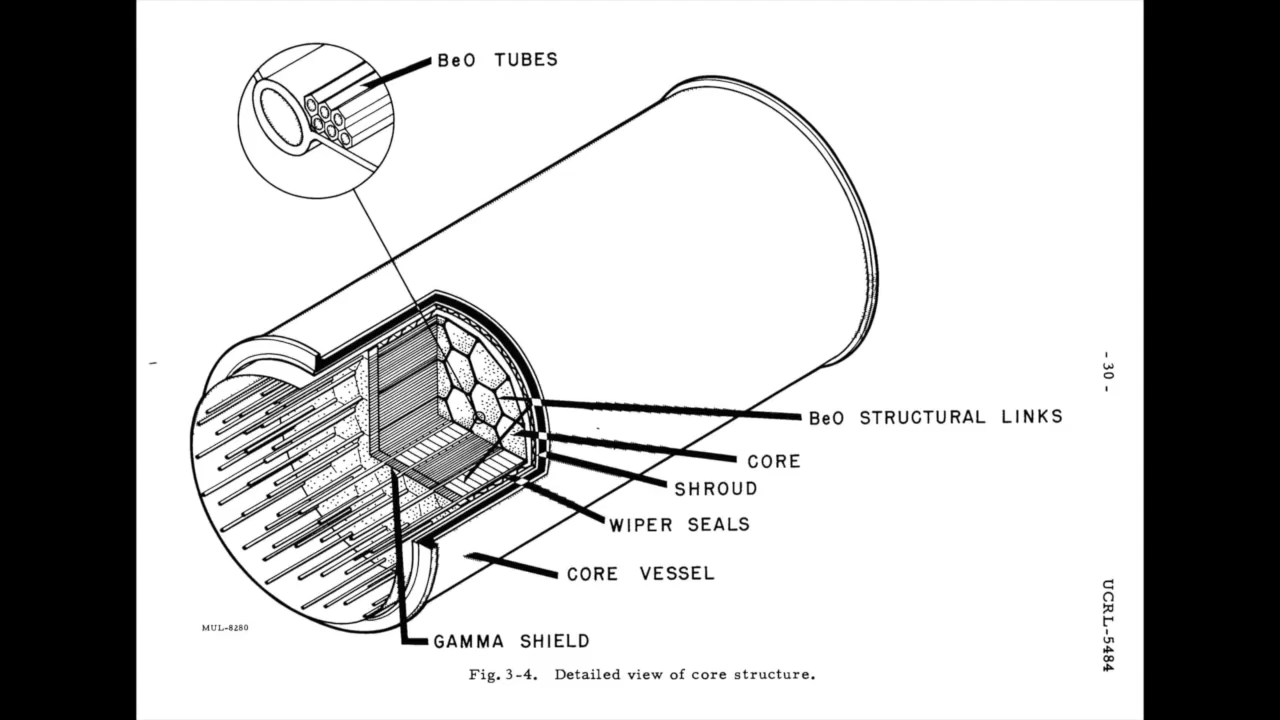 BeO TUBES
BeO STRUCTURAL LINKS
CORE
SHROUD
WIPER SEALS
CORE VESSEL
GAMMA SHIELD
MUL-8280
Fig. 3-4. Detailed view of core structure.
- 30 -
UCRL-5484